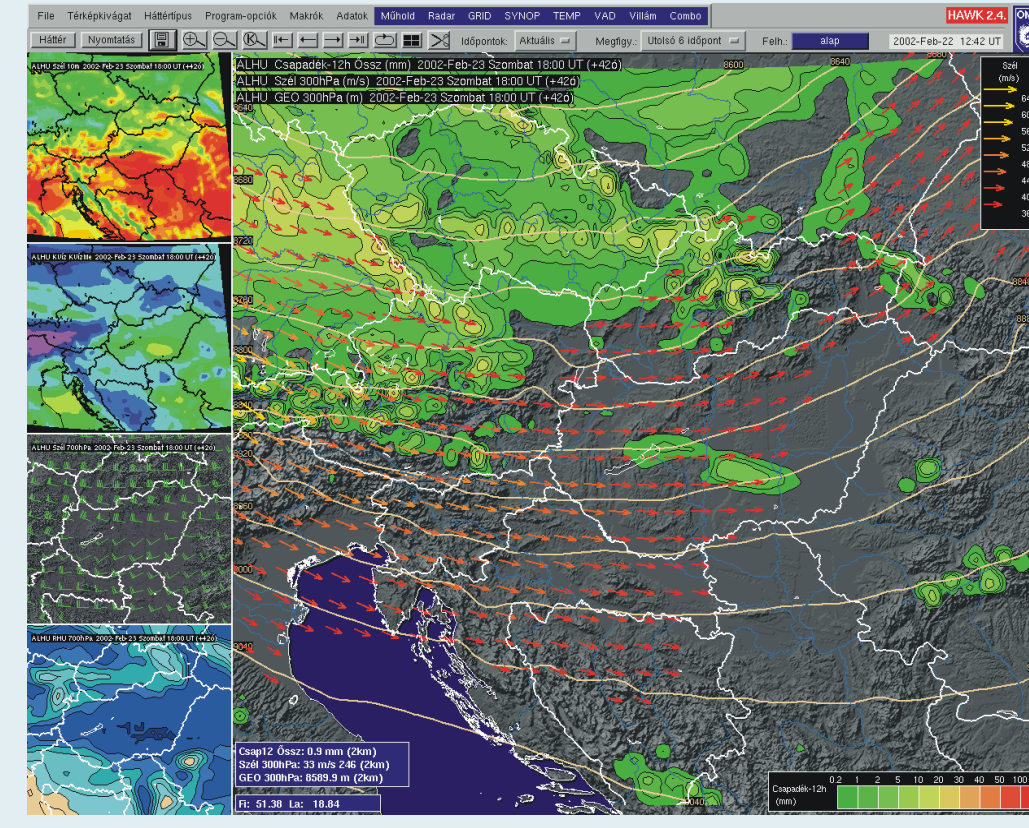 File Térképkivágat Háttértípus Program-opciók Makrók Adatok Műhold Radar GRID SYNOP TEMP VAD Villám Combo
HAWK 2.4.
Háttér Nyomtatás Időpontok: Aktuális Megfigy.: Utolsó 6 időpont Felh.: alap 2002-Feb-22 12:42 UT
ALHU Szél 10m 2002-Feb-23 Szombat 18:00 UT (+42ó)
ALHU Csapadék-12h Össz (mm) 2002-Feb-23 Szombat 18:00 UT (+42ó)
ALHU Szél 300hPa (m/s) 2002-Feb-23 Szombat 18:00 UT (+42ó)
ALHU GEO 300hPa (m) 2002-Feb-23 Szombat 18:00 UT (+42ó)
8600
8640
8680
Szél
(m/s)
60
56
52
48
44
40
36
8640
8680
8720
8760
8800
8840
8920
ALHU Szél 700hPa 2002-Feb-23 Szombat 18:00 UT (+42ó)
ALHU RHU 700hPa 2002-Feb-23 Szombat 18:00 UT (+42ó)
Csap12 Össz: 0.9 mm (2km)
Szél 300hPa: 33 m/s 246 (2km)
GEO 300hPa: 8589.9 m (2km)
Fi: 51.38 La: 18.84
Csapadék-12h
(mm)
0.2 1 2 5 10 20 30 40 50 100